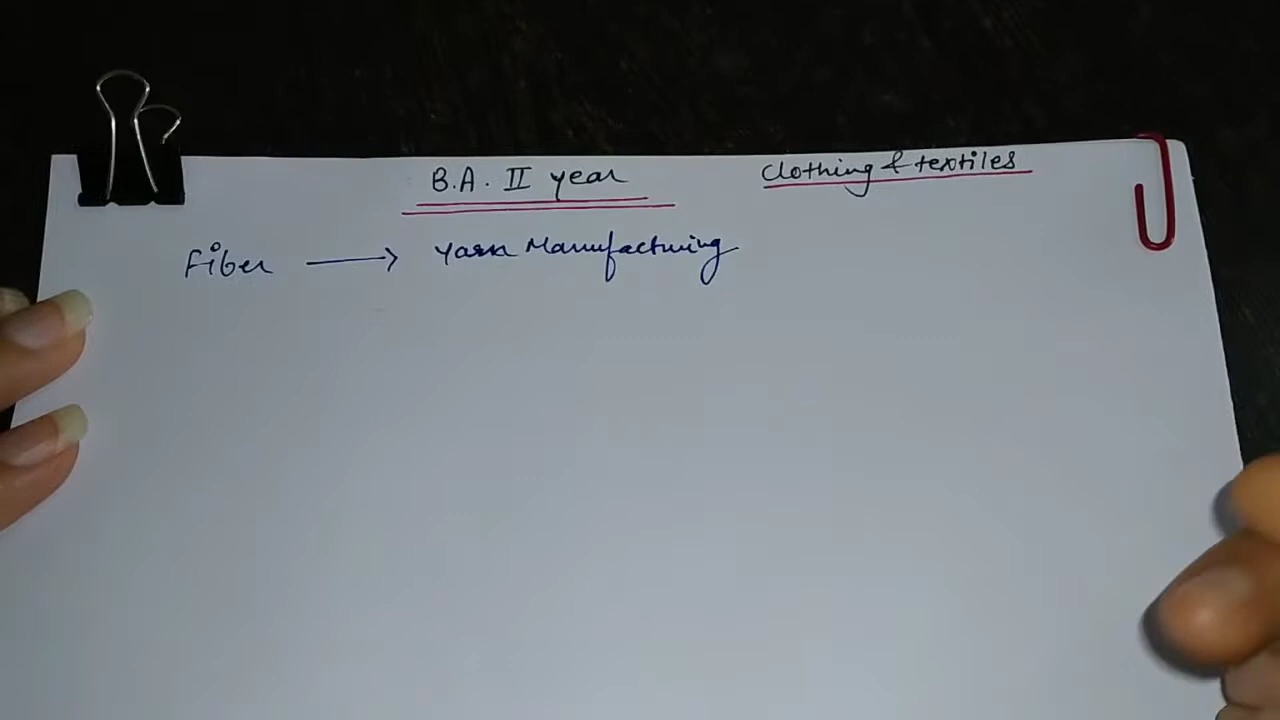 B.A. II year
Clothing & textiles
Fiber → Yarn Manufacturing